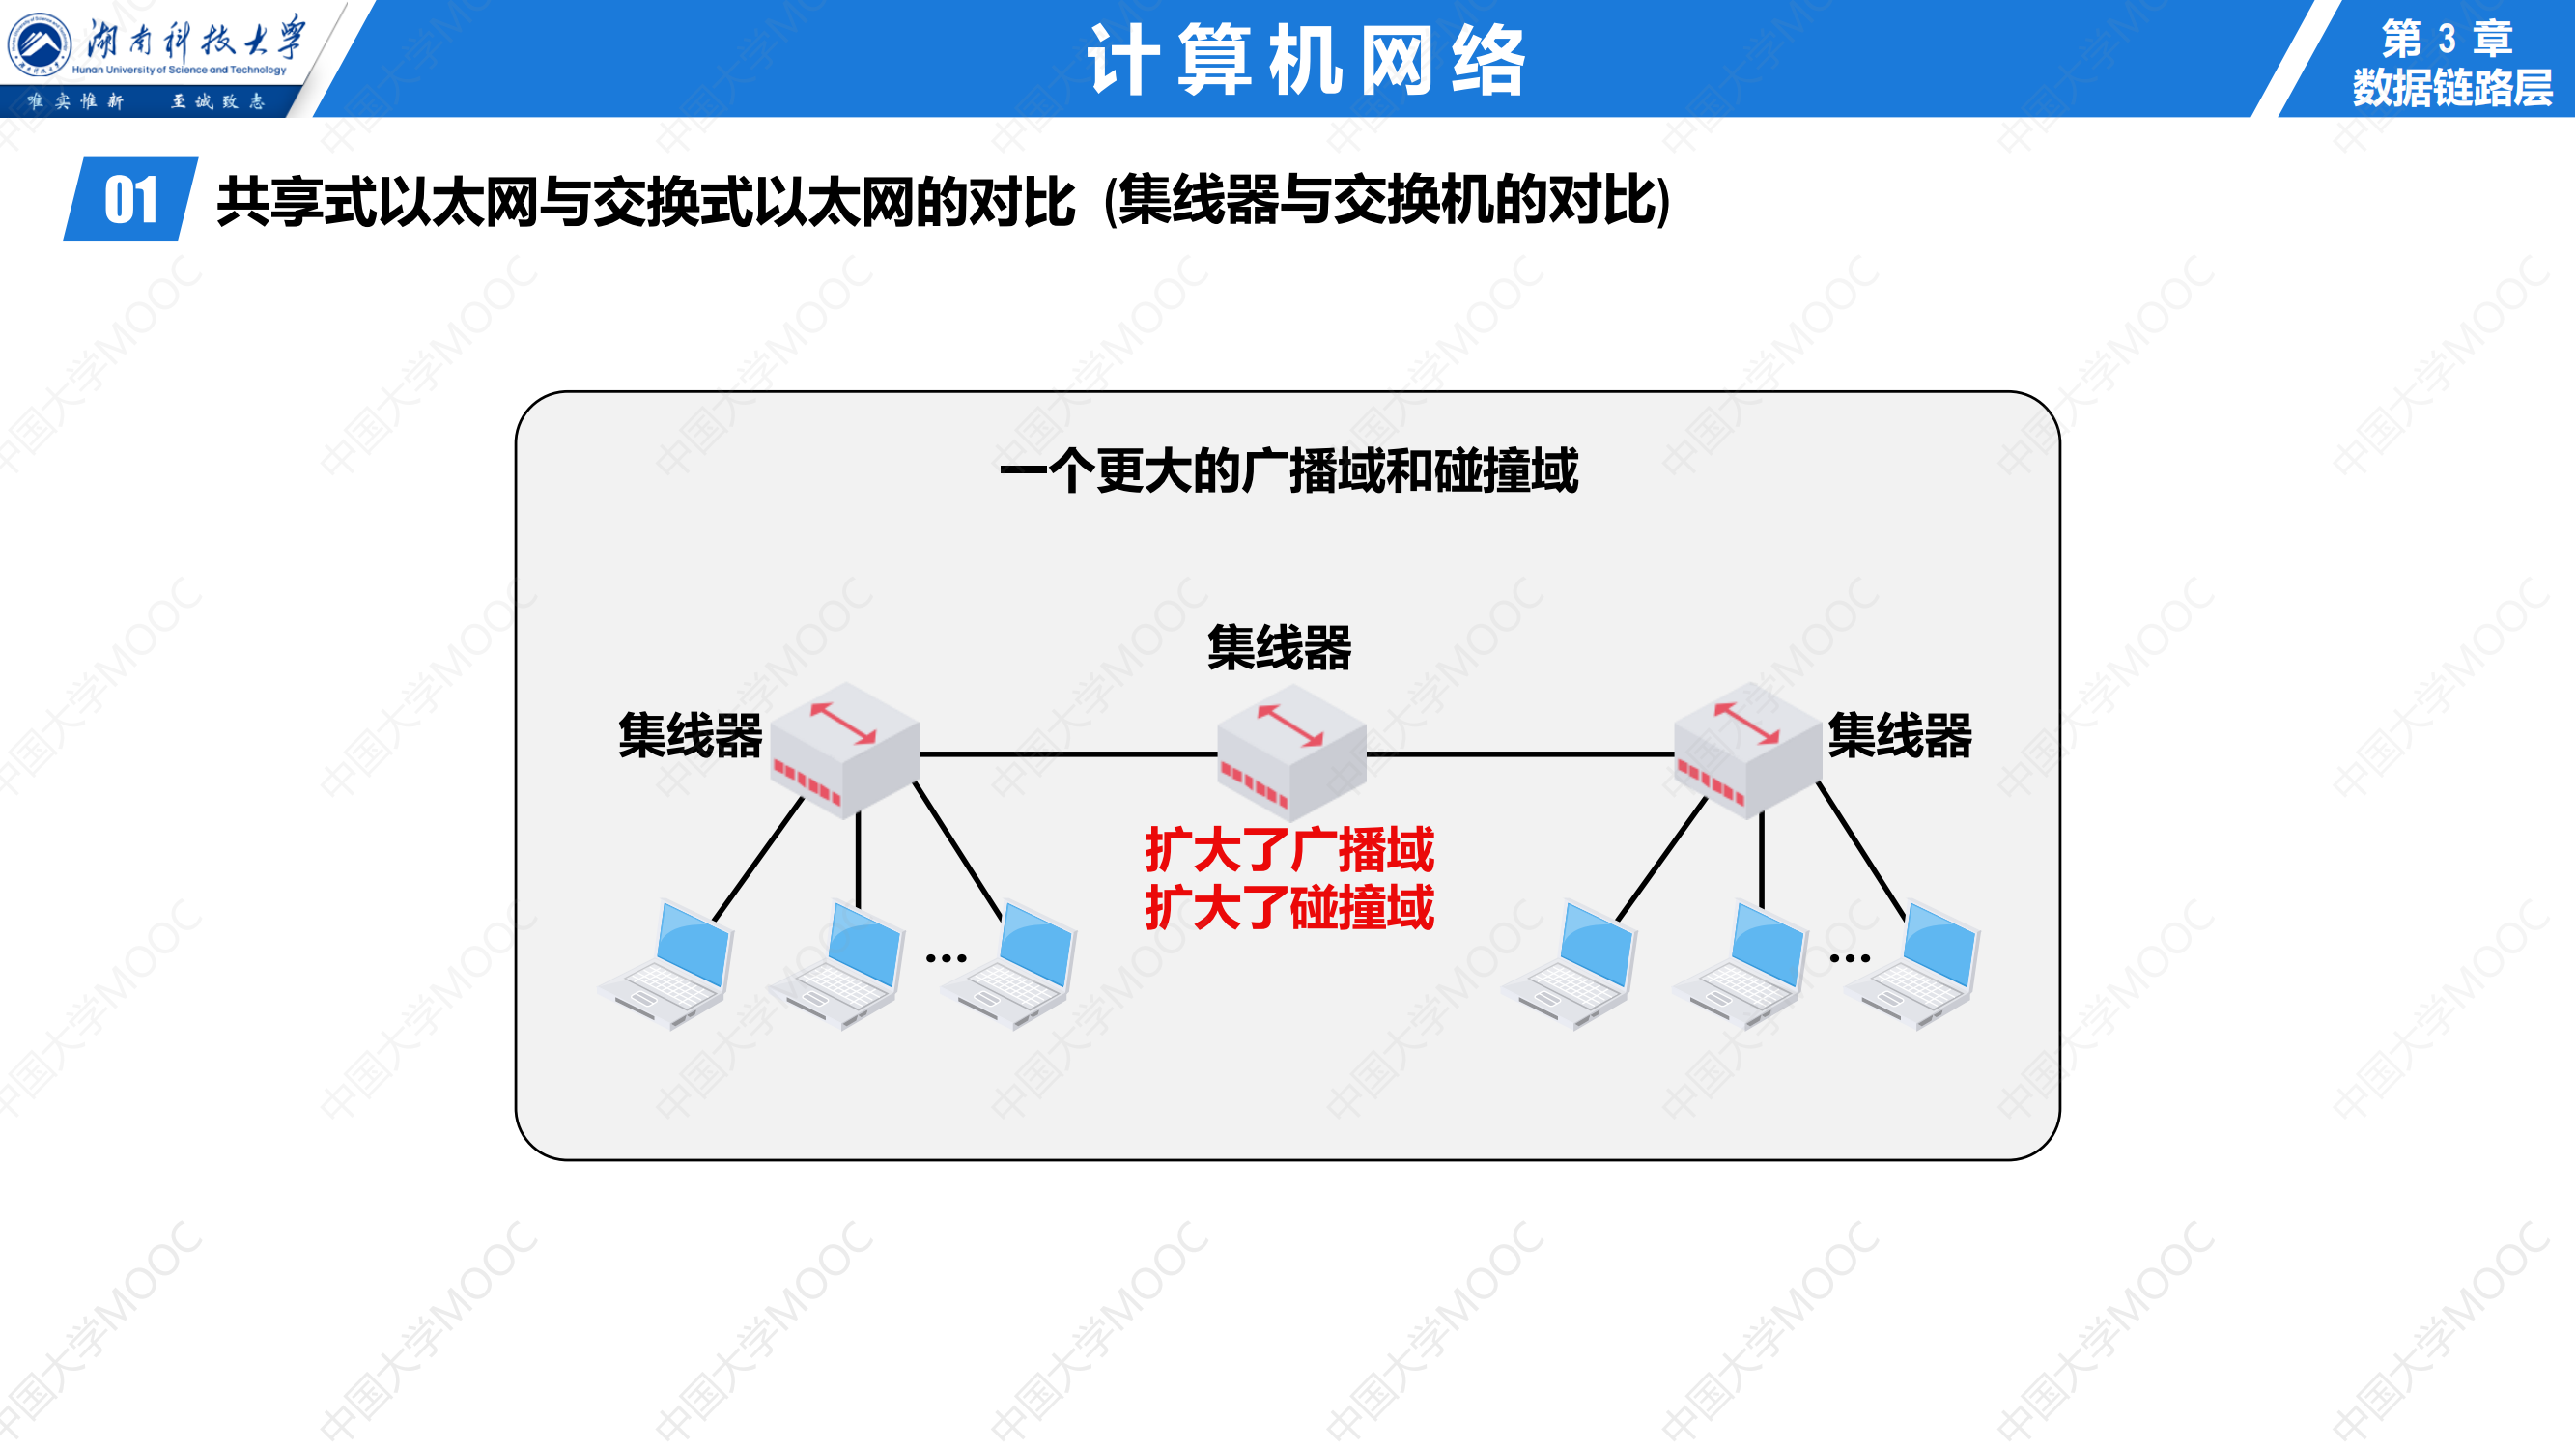 湖南科技大学
Hunan University of Science and Technology
唯实惟新 至诚致志
计算机网络
第 3 章
数据链路层
01 共享式以太网与交换式以太网的对比 (集线器与交换机的对比)
一个更大的广播域和碰撞域
集线器
集线器
集线器
扩大了广播域
扩大了碰撞域
...
...
中国大学MOOC